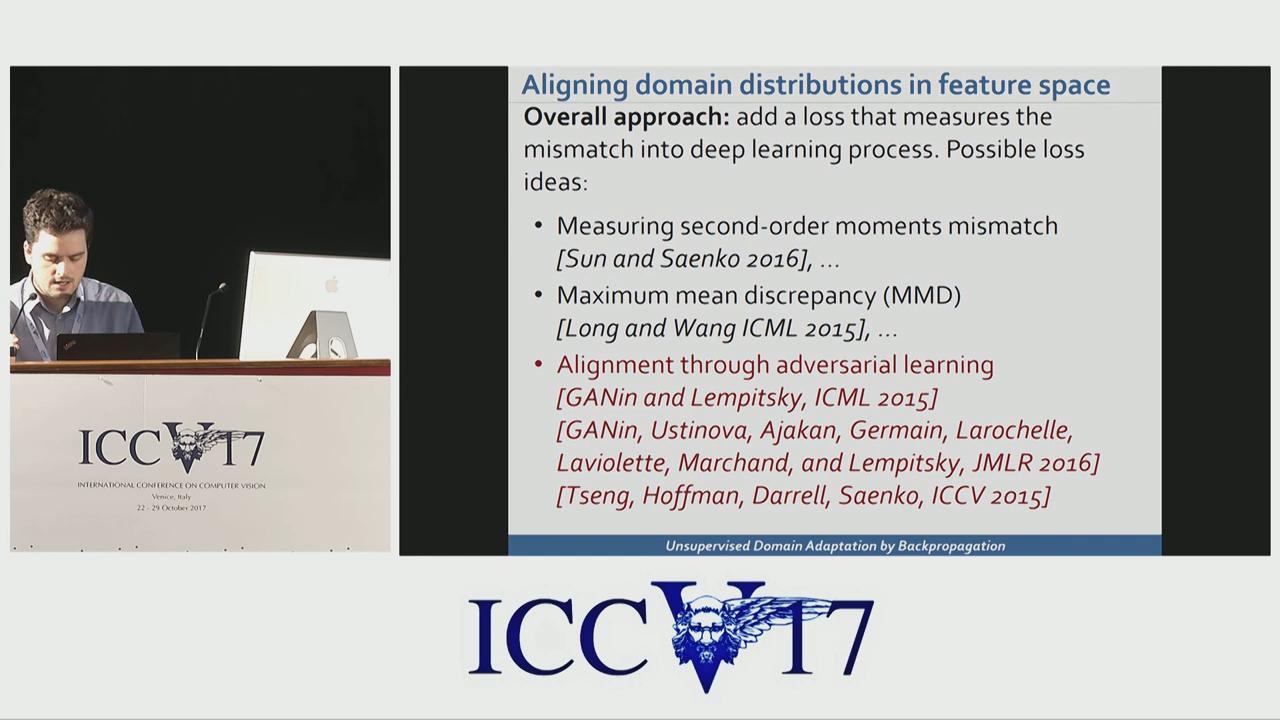 Aligning domain distributions in feature space
Overall approach: add a loss that measures the
mismatch into deep learning process. Possible loss
ideas:
• Measuring second-order moments mismatch
[Sun and Saenko 2016], ...
• Maximum mean discrepancy (MMD)
[Long and Wang ICML 2015], ...
• Alignment through adversarial learning
[GANin and Lempitsky, ICML 2015]
[GANin, Ustinova, Ajakan, Germain, Larochelle,
Laviolette, Marchand, and Lempitsky, JMLR 2016]
[Tseng, Hoffman, Darrell, Saenko, ICCV 2015]
Unsupervised Domain Adaptation by Backpropagation
ICCV17
INTERNATIONAL CONFERENCE ON COMPUTER VISION
Venice, Italy
22 - 29 October 2017
ICCV17